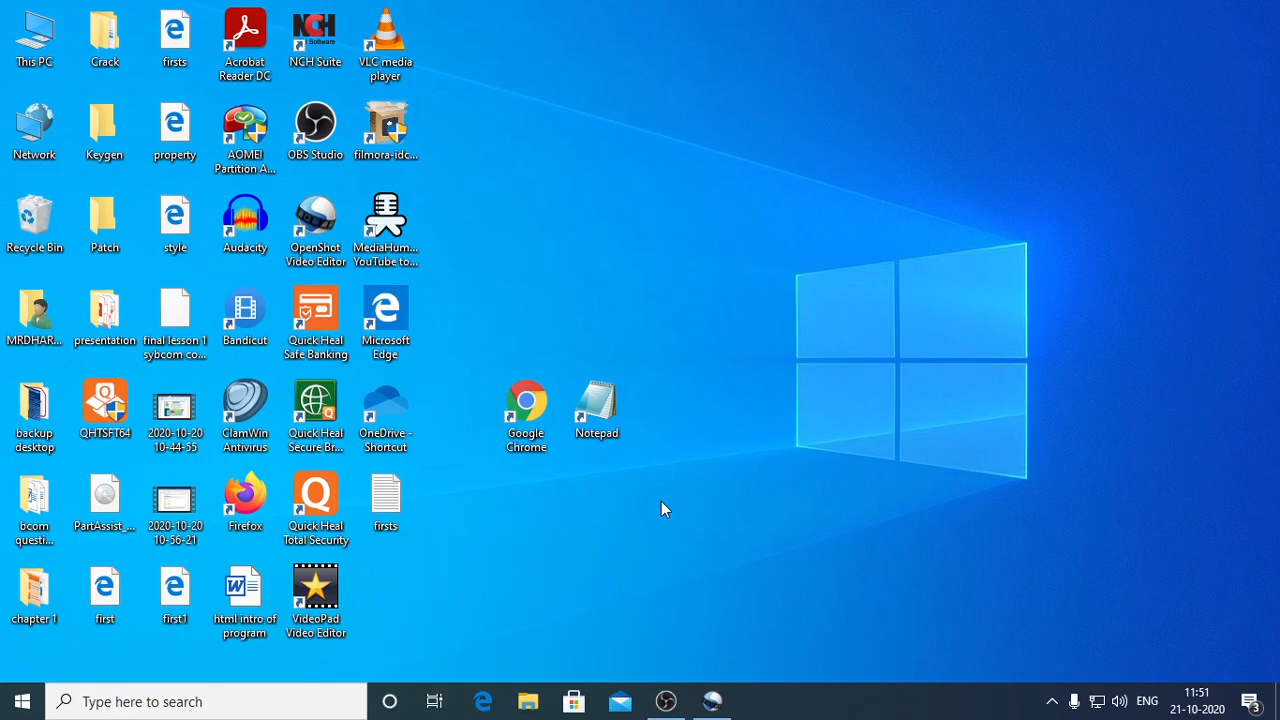 This PC
Crack
firsts
Acrobat
Reader DC
NCH Software
NCH Suite
VLC media
player
Network
Keygen
property
AOMEI
Partition A...
OBS Studio
filmora-idc...
Recycle Bin
Patch
style
Audacity
OpenShot
Video Editor
MediaHum...
YouTube to...
MRDHAR...
presentation
final lesson 1
sybcom co...
Bandicut
Quick Heal
Safe Banking
Microsoft
Edge
backup
desktop
QHTSFT64
2020-10-20
10-44-55
ClamWin
Antivirus
Quick Heal
Secure Br...
OneDrive -
Shortcut
Google
Chrome
Notepad
bcom
questi...
PartAssist_...
2020-10-20
10-56-21
Firefox
Quick Heal
Total Security
firsts
chapter 1
first
first1
html intro of
program
VideoPad
Video Editor
Type here to search
ENG
11:51
21-10-2020
3